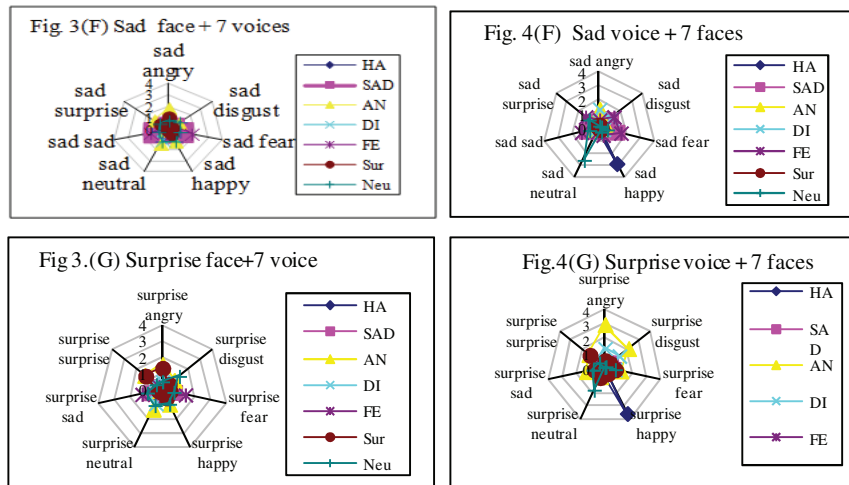 Fig. 3(F) Sad face + 7 voices
sad
angry
sad
disgust
sad fear
sad
happy
sad
neutral
sad sad
sad
surprise
4
3
2
1
0
HA
SAD
AN
DI
FE
Sur
Neu
Fig. 4(F) Sad voice + 7 faces
sad angry
sad
disgust
sad fear
sad
happy
sad
neutral
sad sad
sad
surprise
4
3
2
1
0
HA
SAD
AN
DI
FE
Sur
Neu
Fig 3.(G) Surprise face+7 voice
surprise
angry
surprise
disgust
surprise
fear
surprise
happy
surprise
neutral
surprise
sad
surprise
surprise
4
3
2
1
0
HA
SAD
AN
DI
FE
Sur
Neu
Fig.4(G) Surprise voice + 7 faces
surprise
angry
surprise
disgust
surprise
fear
surprise
happy
surprise
neutral
surprise
sad
surprise
surprise
4
3
2
1
0
HA
SA
D
AN
DI
FE